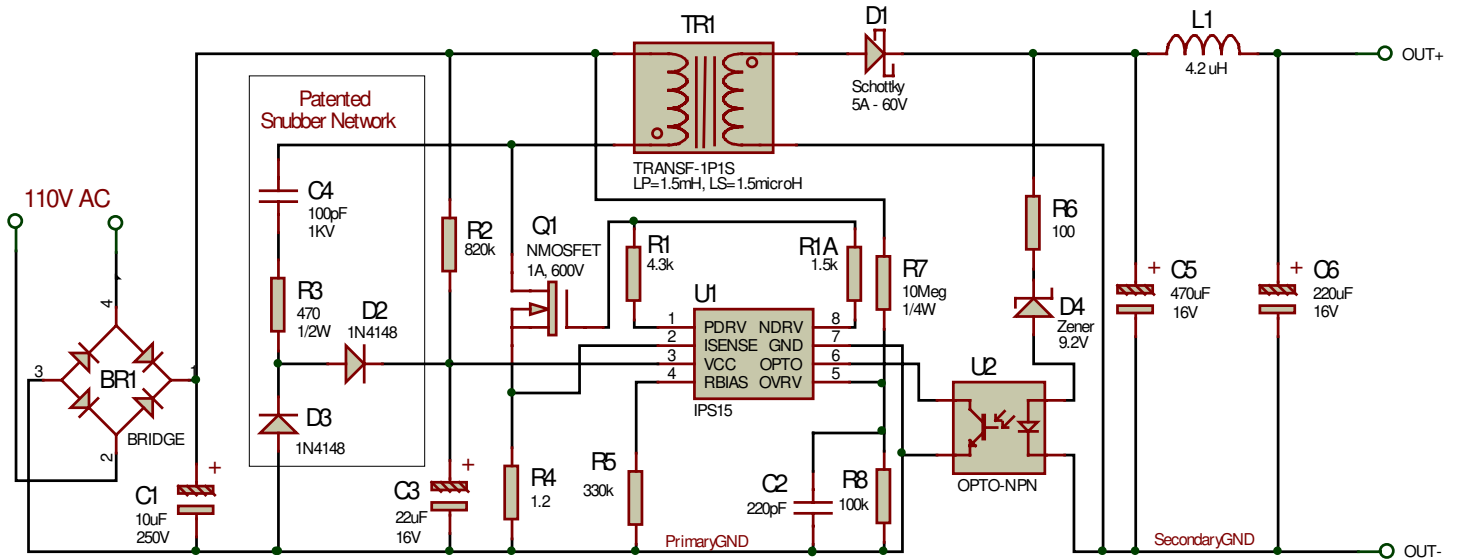 TR1
TRANSF-1P1S
LP=1.5mH, LS=1.5microH
D1
Schottky
5A - 60V
L1
4.2 uH
OUT+
Patented
Snubber Network
110V AC
C4
100pF
1KV
R3
470
1/2W
D2
1N4148
D3
1N4148
R2
820k
Q1
NMOSFET
1A, 600V
R1
4.3k
R1A
1.5k
R7
10Meg
1/4W
R6
100
D4
Zener
9.2V
C5
470uF
16V
+
C6
220uF
16V
+
4
3
1
2
BR1
BRIDGE
C1
10uF
250V
+
C3
22uF
16V
+
R4
1.2
U1
1 PDRV NDRV 8
2 ISENSE GND 7
3 VCC OPTO 6
4 RBIAS OVRV 5
IPS15
R5
330k
C2
220pF
R8
100k
U2
OPTO-NPN
PrimaryGND
SecondaryGND
OUT-